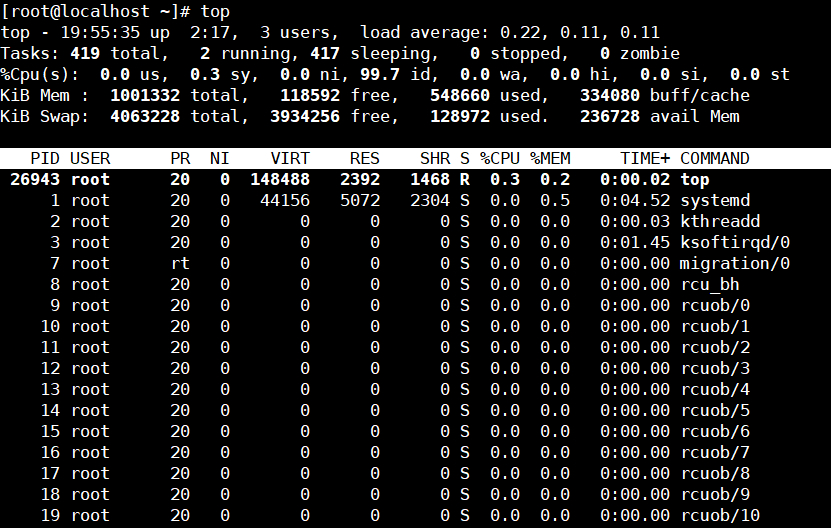 [root@localhost ~]# top
top - 19:55:35 up  2:17,  3 users,  load average: 0.22, 0.11, 0.11
Tasks: 419 total,   2 running, 417 sleeping,   0 stopped,   0 zombie
%Cpu(s):  0.0 us,  0.3 sy,  0.0 ni, 99.7 id,  0.0 wa,  0.0 hi,  0.0 si,  0.0 st
KiB Mem :  1001332 total,   118592 free,   548660 used,   334080 buff/cache
KiB Swap:  4063228 total,  3934256 free,   128972 used.   236728 avail Mem
  PID USER      PR  NI    VIRT    RES    SHR S %CPU %MEM     TIME+ COMMAND
26943 root      20   0  148488   2392   1468 R  0.3  0.2   0:00.02 top
    1 root      20   0   44156   5072   2304 S  0.0  0.5   0:04.52 systemd
    2 root      20   0       0      0      0 S  0.0  0.0   0:00.03 kthreadd
    3 root      20   0       0      0      0 S  0.0  0.0   0:01.45 ksoftirqd/0
    7 root      rt   0       0      0      0 S  0.0  0.0   0:00.00 migration/0
    8 root      20   0       0      0      0 S  0.0  0.0   0:00.00 rcu_bh
    9 root      20   0       0      0      0 S  0.0  0.0   0:00.00 rcuob/0
   10 root      20   0       0      0      0 S  0.0  0.0   0:00.00 rcuob/1
   11 root      20   0       0      0      0 S  0.0  0.0   0:00.00 rcuob/2
   12 root      20   0       0      0      0 S  0.0  0.0   0:00.00 rcuob/3
   13 root      20   0       0      0      0 S  0.0  0.0   0:00.00 rcuob/4
   14 root      20   0       0      0      0 S  0.0  0.0   0:00.00 rcuob/5
   15 root      20   0       0      0      0 S  0.0  0.0   0:00.00 rcuob/6
   16 root      20   0       0      0      0 S  0.0  0.0   0:00.00 rcuob/7
   17 root      20   0       0      0      0 S  0.0  0.0   0:00.00 rcuob/8
   18 root      20   0       0      0      0 S  0.0  0.0   0:00.00 rcuob/9
   19 root      20   0       0      0      0 S  0.0  0.0   0:00.00 rcuob/10